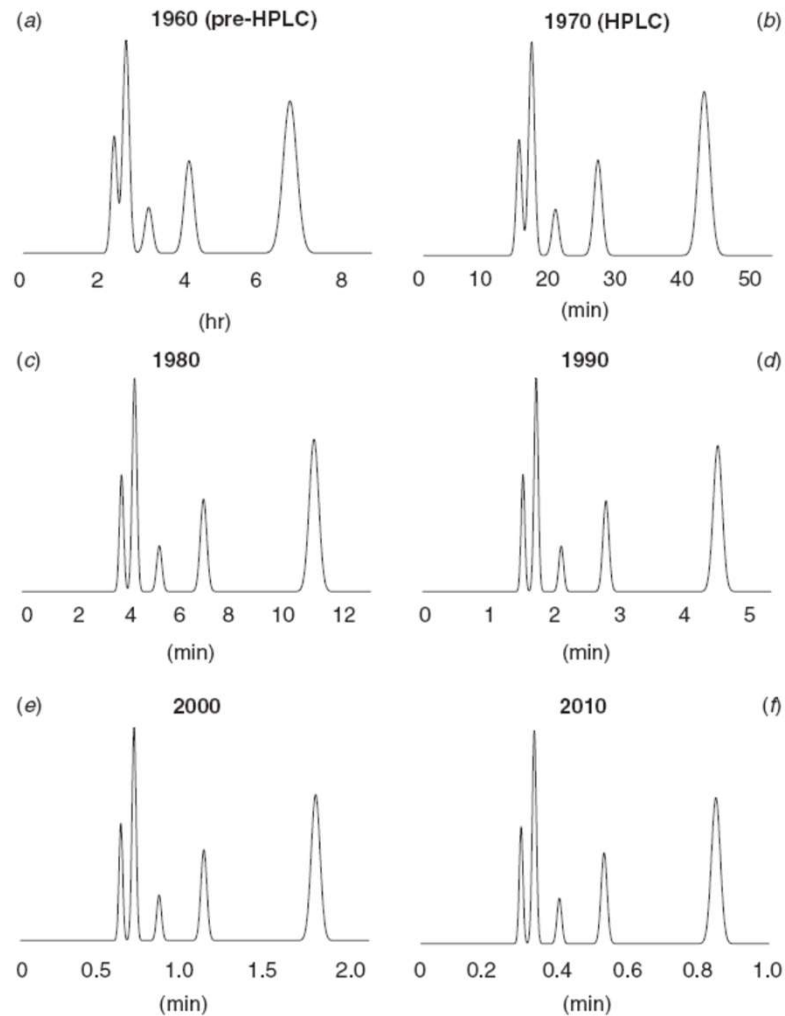 (a) 1960 (pre-HPLC)
1970 (HPLC) (b)
0 2 4 6 8
(hr)
0 10 20 30 40 50
(min)
(c) 1980
1990 (d)
0 2 4 6 8 10 12
(min)
0 1 2 3 4 5
(min)
(e) 2000
2010 (f)
0 0.5 1.0 1.5 2.0
(min)
0 0.2 0.4 0.6 0.8 1.0
(min)